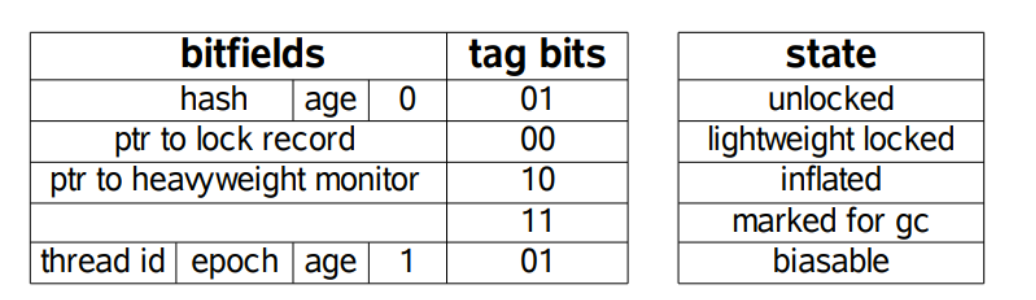 bitfields tag bits state
hash age 0 01 unlocked
ptr to lock record 00 lightweight locked
ptr to heavyweight monitor 10 inflated
11 marked for gc
thread id epoch age 1 01 biasable